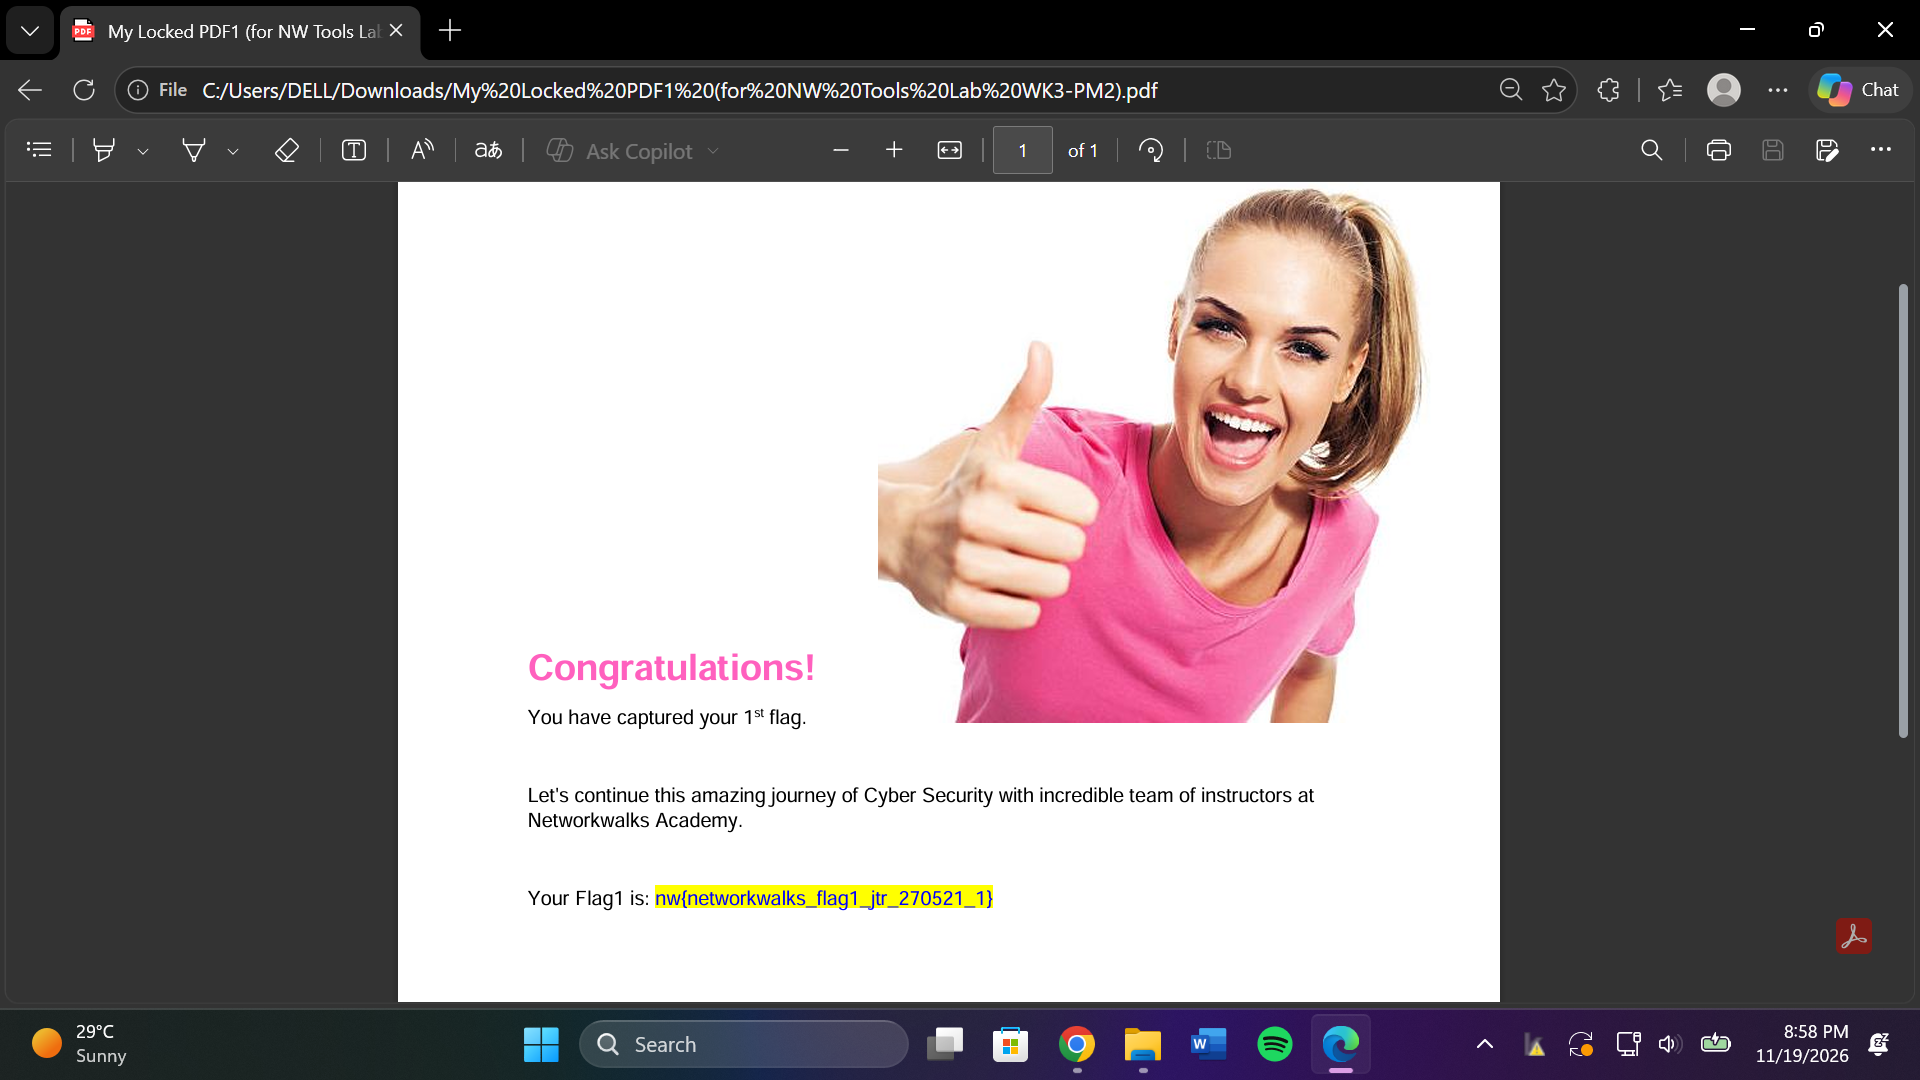 My Locked PDF1 (for NW Tools La
File C:/Users/DELL/Downloads/My%20Locked%20PDF1%20(for%20NW%20Tools%20Lab%20WK3-PM2).pdf
Chat
Ask Copilot
1 of 1
Congratulations!
You have captured your 1st flag.
Let's continue this amazing journey of Cyber Security with incredible team of instructors at
Networkwalks Academy.
Your Flag1 is: nw{networkwalks_flag1_jtr_270521_1}
29°C
Sunny
Search
8:58 PM
11/19/2026